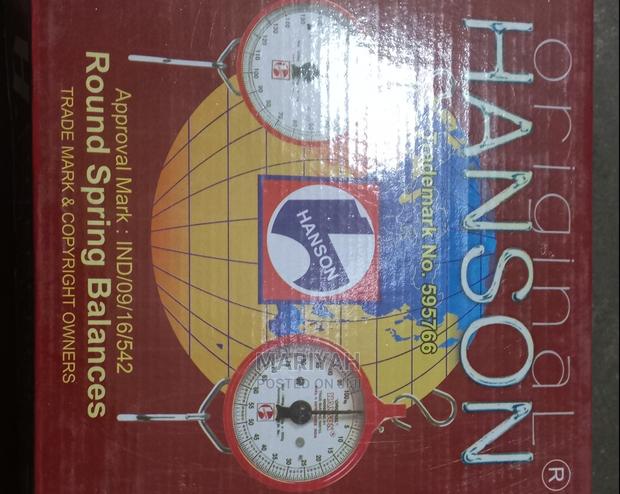 original
HANSON®
Trademark No. 595766
HANSON
MARIYAH
POSTED ON
Approval Mark : IND/09/16/542
Round Spring Balances
TRADE MARK & COPYRIGHT OWNERS